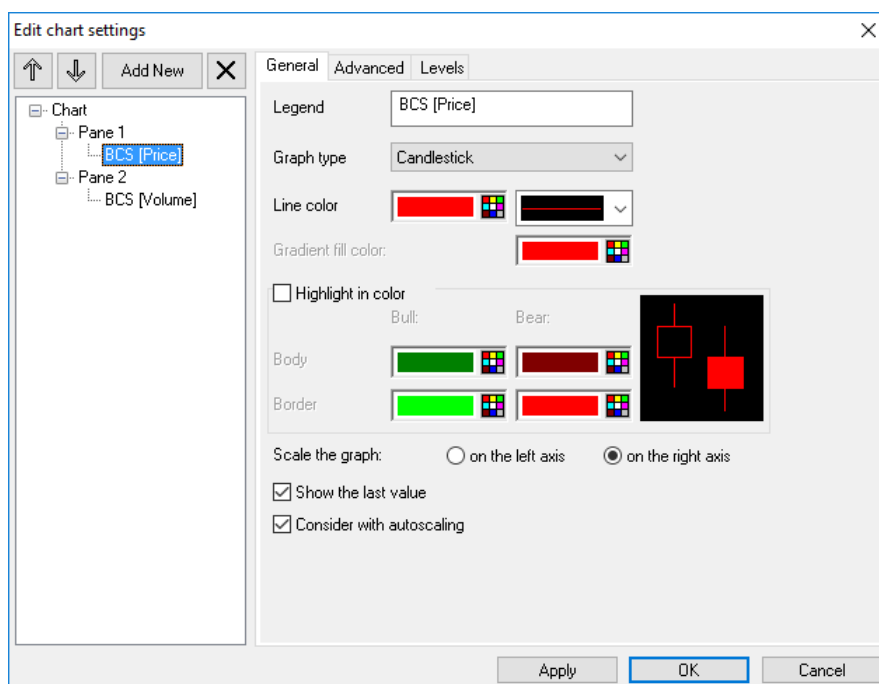 Edit chart settings
Add New
Chart
Pane 1
BCS [Price]
Pane 2
BCS [Volume]
General Advanced Levels
Legend BCS [Price]
Graph type Candlestick
Line color
Gradient fill color:
Highlight in color
Bull: Bear:
Body
Border
Scale the graph: on the left axis on the right axis
Show the last value
Consider with autoscaling
Apply OK Cancel